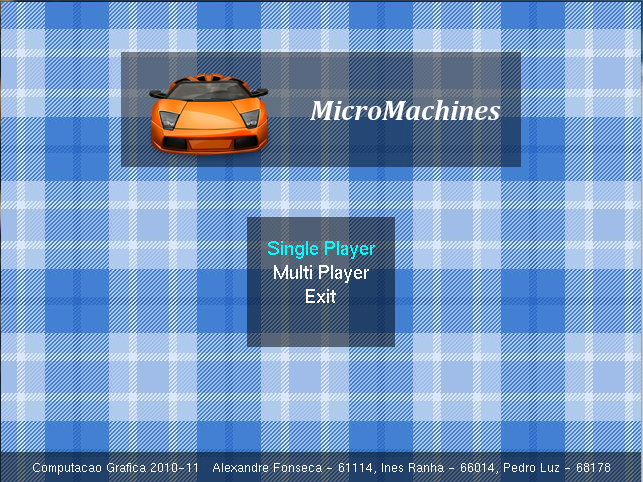 MicroMachines
Single Player
Multi Player
Exit
Computacao Grafica 2010-11 Alexandre Fonseca - 61114, Ines Ranha - 66014, Pedro Luz - 68178